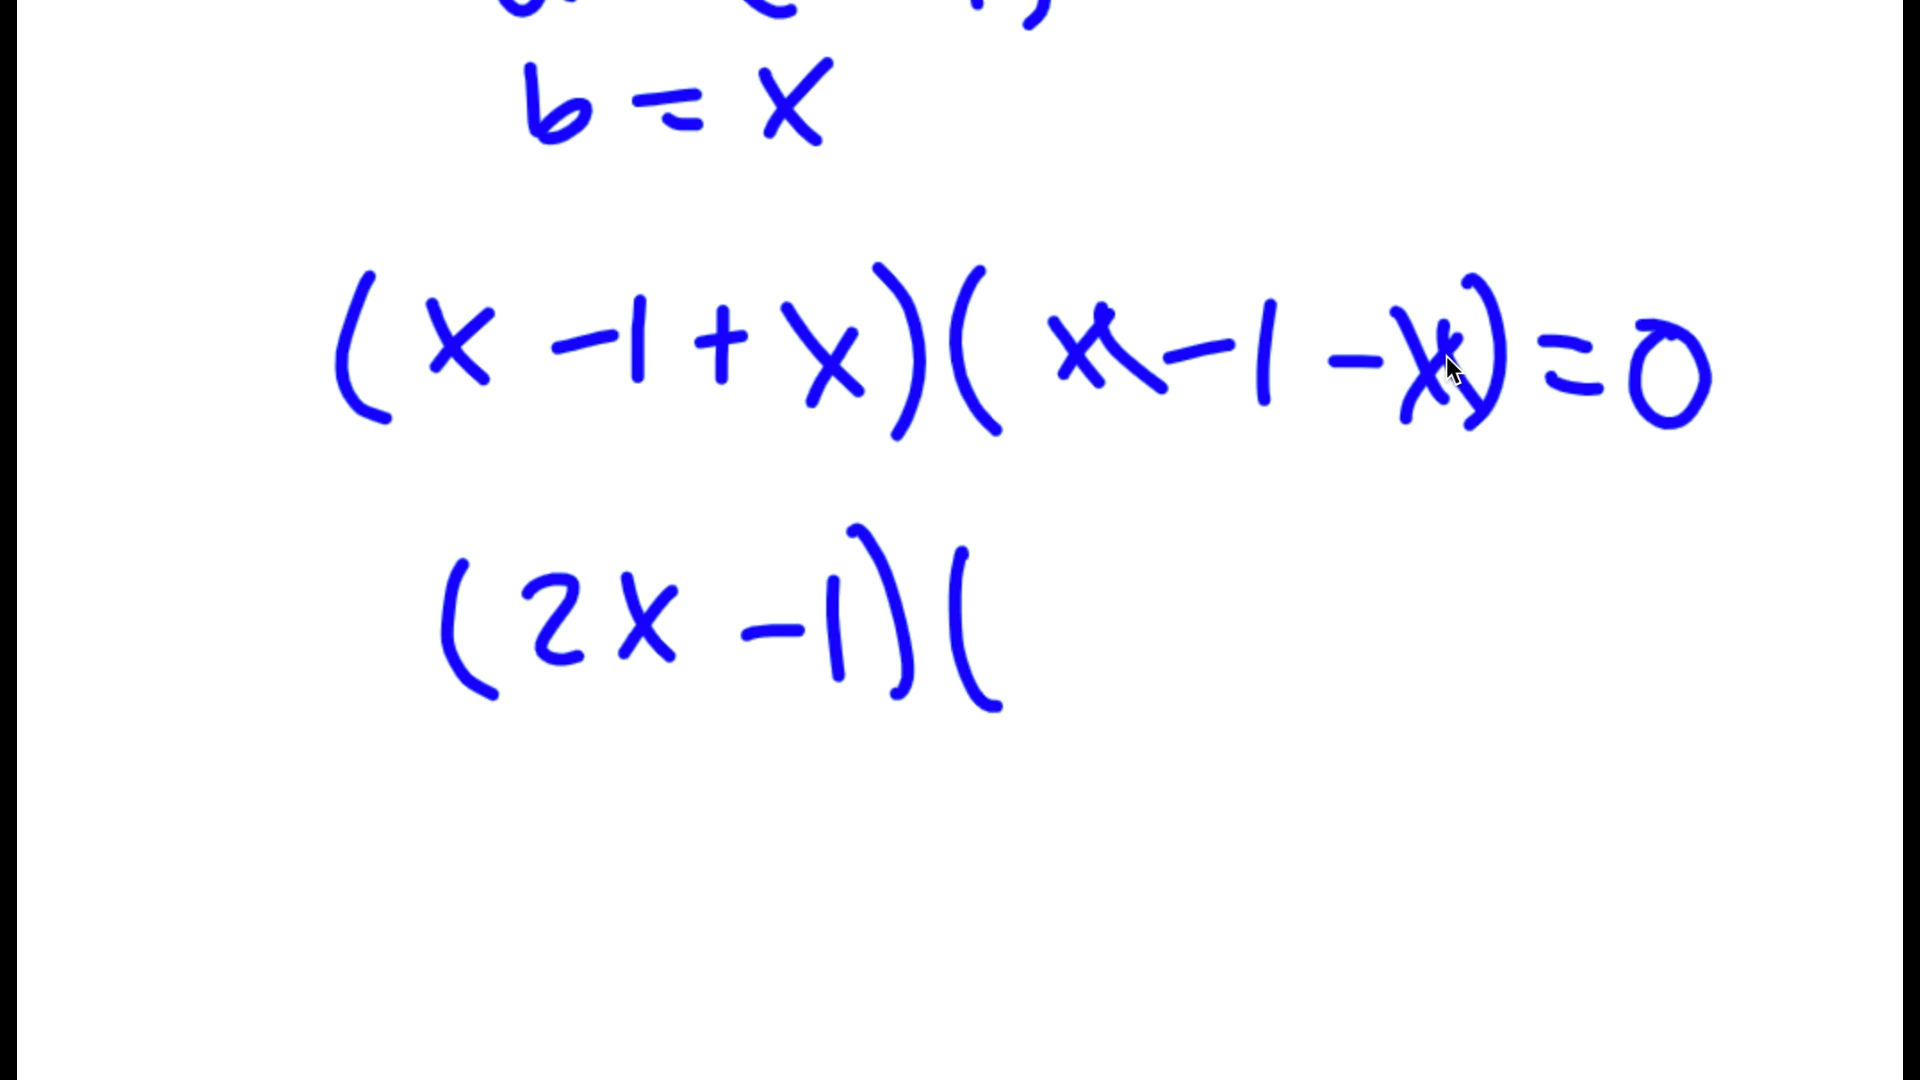 b = x
(x - 1 + x)(x - 1 - x) = 0
(2x - 1)(